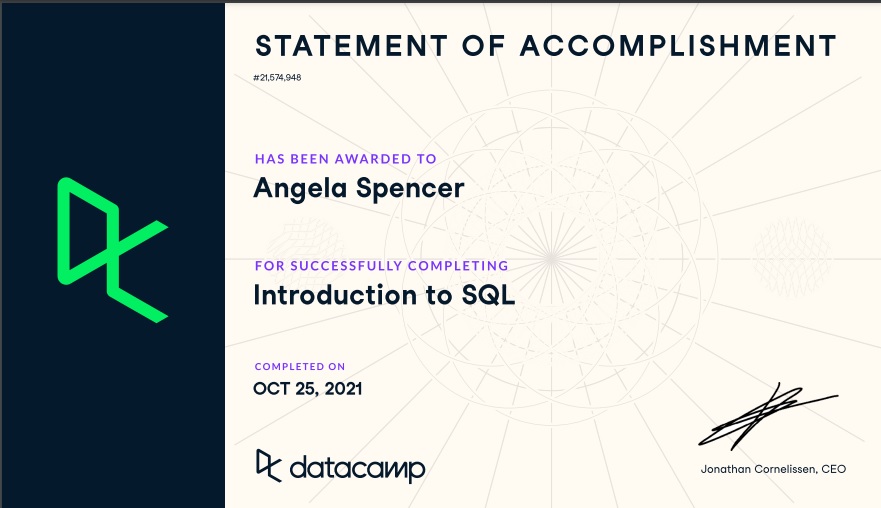 STATEMENT OF ACCOMPLISHMENT
#21,574,948
HAS BEEN AWARDED TO
Angela Spencer
FOR SUCCESSFULLY COMPLETING
Introduction to SQL
COMPLETED ON
OCT 25, 2021
datacamp
Jonathan Cornelissen, CEO